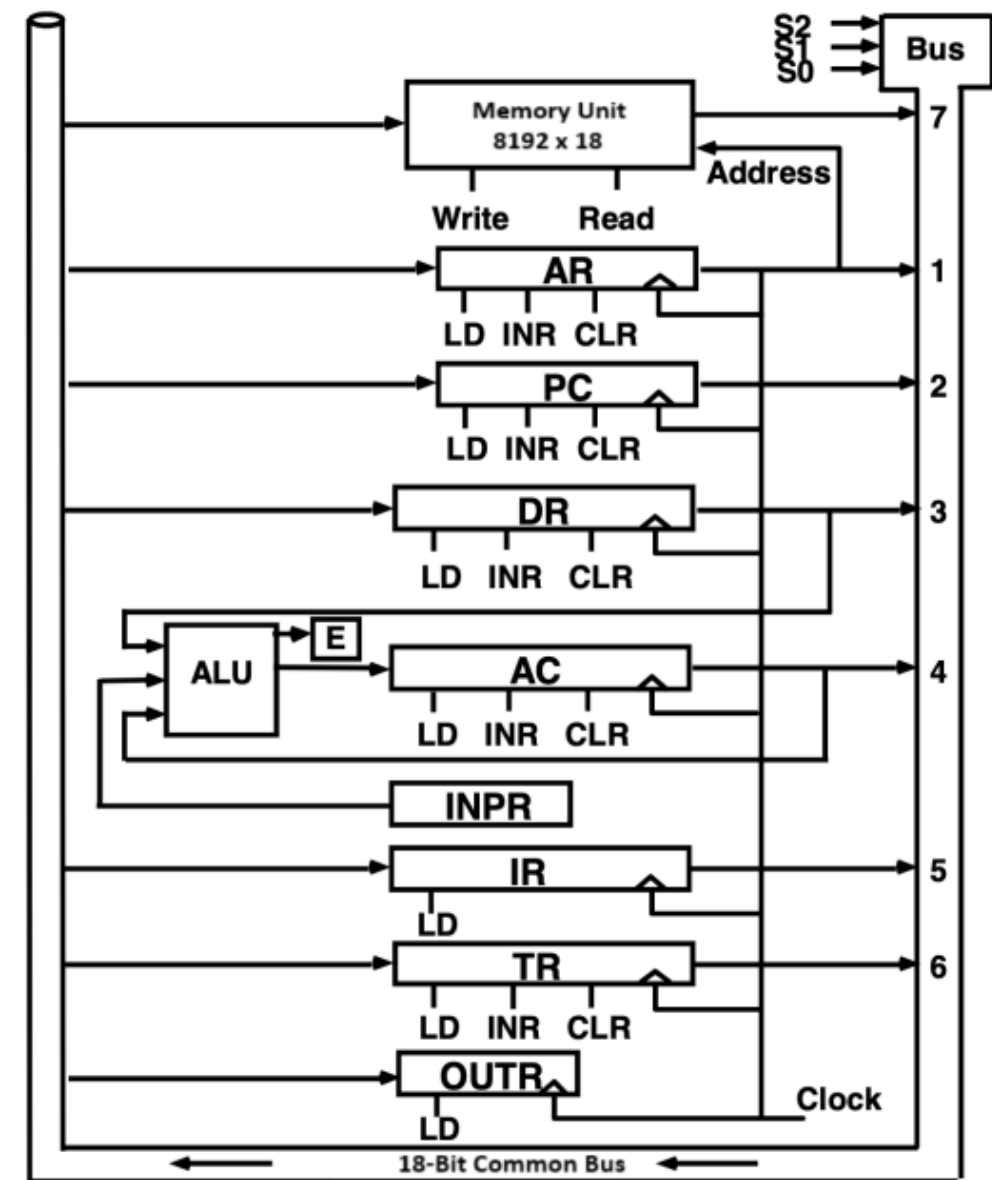 S2
S1
S0
Bus
Memory Unit
8192 x 18
7
Address
Write Read
AR
1
LD INR CLR
PC
2
LD INR CLR
DR
3
LD INR CLR
E
ALU
AC
4
LD INR CLR
INPR
IR
5
LD
TR
6
LD INR CLR
OUTR
Clock
LD
18-Bit Common Bus